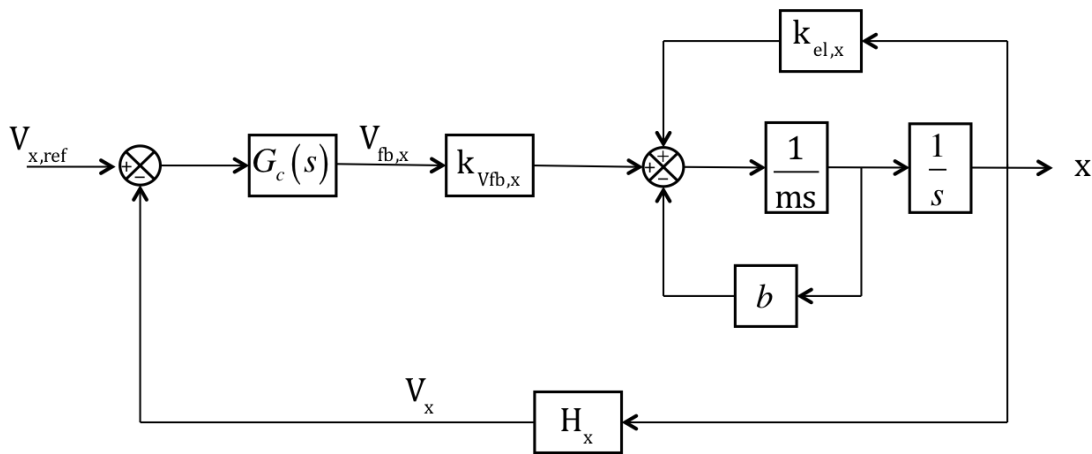 k_el,x
V_x,ref
+
−
G_c(s)
V_fb,x
k_Vfb,x
+
+
−
1
ms
1
s
x
b
V_x
H_x